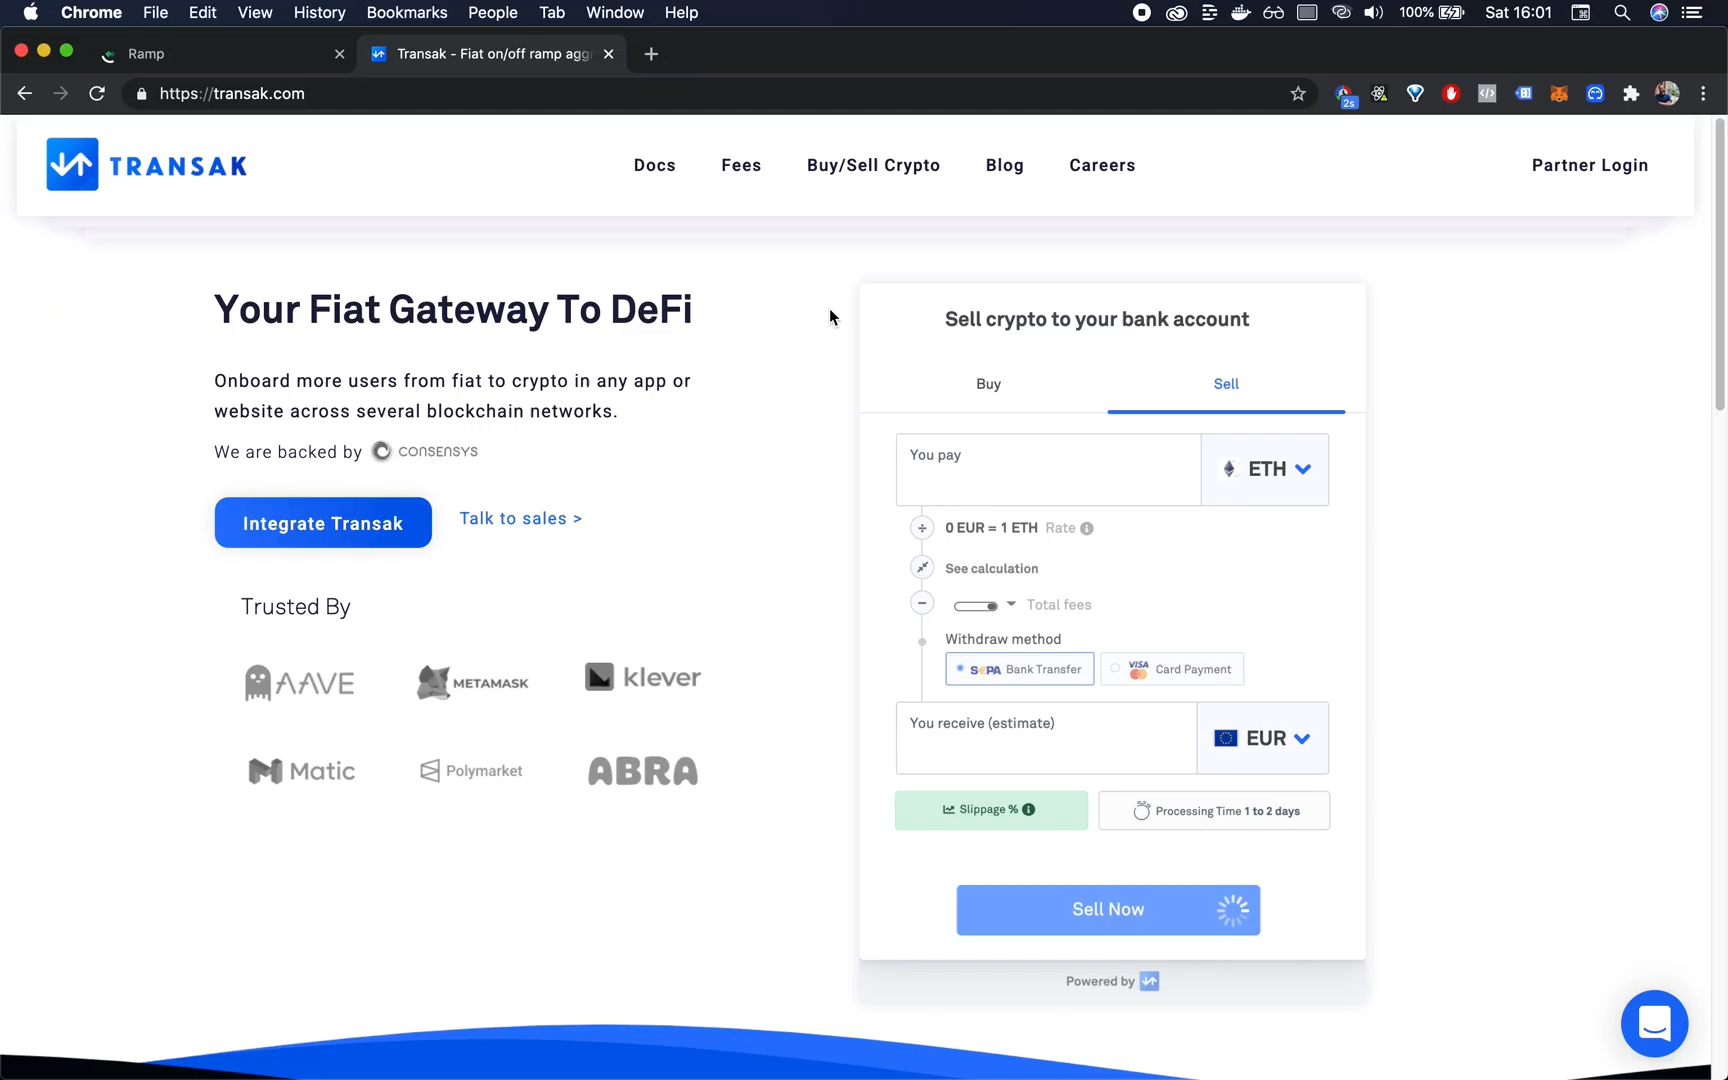 Chrome File Edit View History Bookmarks People Tab Window Help 100% Sat 16:01
Ramp
Transak - Fiat on/off ramp agg
https://transak.com
2s
TRANSAK
Docs Fees Buy/Sell Crypto Blog Careers Partner Login
Your Fiat Gateway To DeFi
Onboard more users from fiat to crypto in any app or
website across several blockchain networks.
We are backed by CONSENSYS
Integrate Transak Talk to sales >
Trusted By
AAVE METAMASK klever
Matic Polymarket ABRA
Sell crypto to your bank account
Buy Sell
You pay
ETH
0 EUR = 1 ETH Rate
See calculation
Total fees
Withdraw method
SEPA Bank Transfer VISA Card Payment
You receive (estimate)
EUR
Slippage % Processing Time 1 to 2 days
Sell Now
Powered by